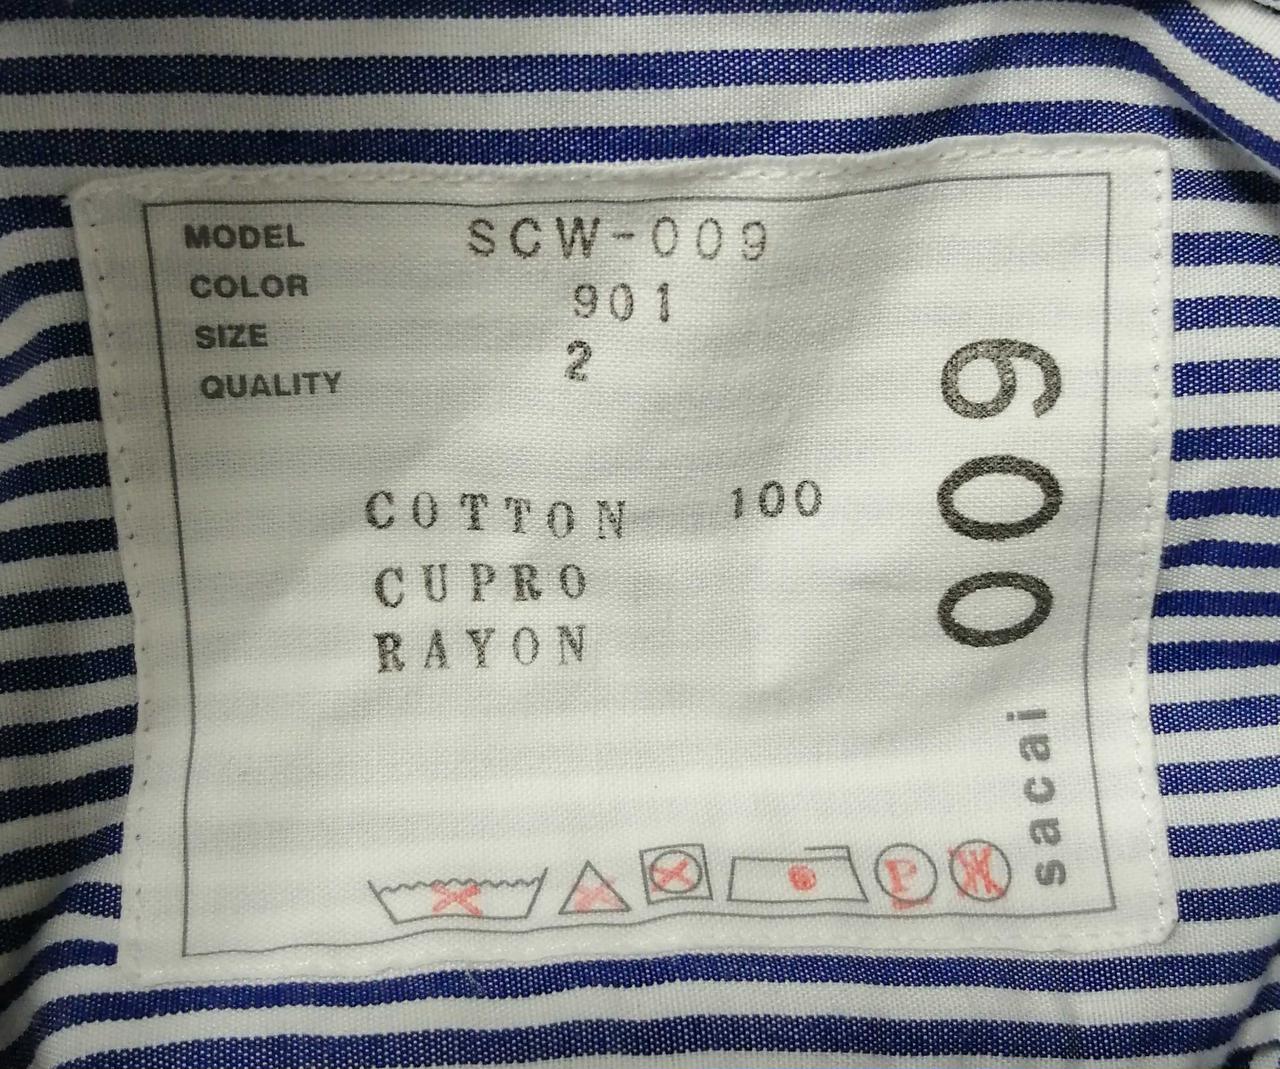 MODEL SCW-009
COLOR 901
SIZE 2
QUALITY
COTTON 100
CUPRO
RAYON
P
W
sacai 009